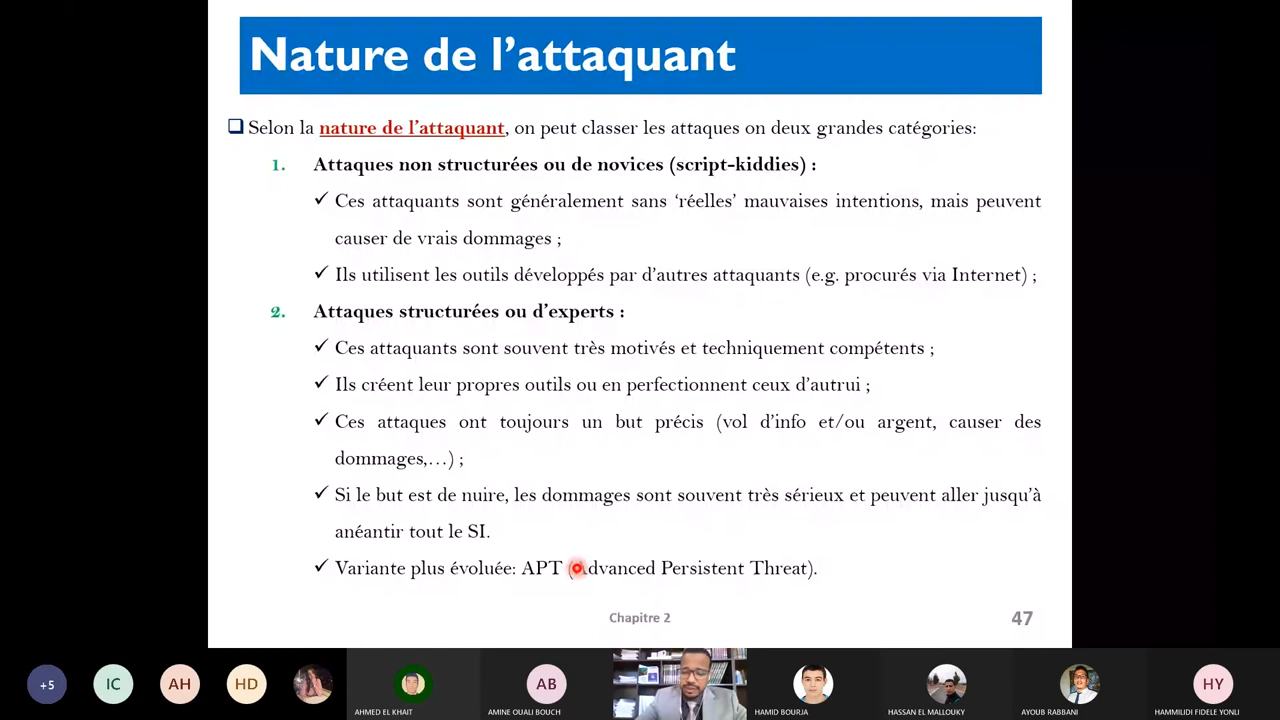 Nature de l’attaquant
Selon la nature de l’attaquant, on peut classer les attaques on deux grandes catégories:
1. Attaques non structurées ou de novices (script-kiddies) :
Ces attaquants sont généralement sans ‘réelles’ mauvaises intentions, mais peuvent
causer de vrais dommages ;
Ils utilisent les outils développés par d’autres attaquants (e.g. procurés via Internet) ;
2. Attaques structurées ou d’experts :
Ces attaquants sont souvent très motivés et techniquement compétents ;
Ils créent leur propres outils ou en perfectionnent ceux d’autrui ;
Ces attaques ont toujours un but précis (vol d’info et/ou argent, causer des
dommages,…) ;
Si le but est de nuire, les dommages sont souvent très sérieux et peuvent aller jusqu’à
anéantir tout le SI.
Variante plus évoluée: APT (Advanced Persistent Threat).
Chapitre 2
47
+5
IC
AH
HD
AB
HY
AHMED EL KHAIT
AMINE OUALI BOUCH
HAMID BOURJA
HASSAN EL MALLOUKY
AYOUB RABBANI
HAMMILIDI FIDELE YONLI